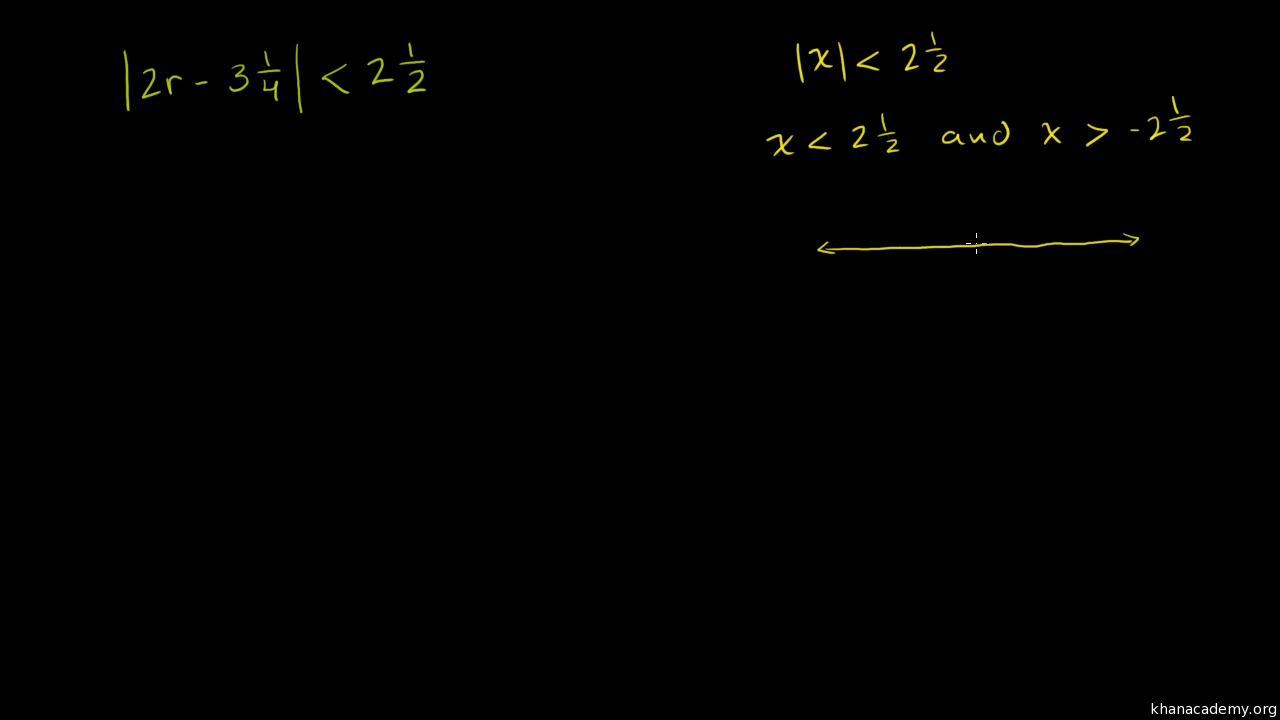 |2r - 3 1/4| < 2 1/2
|x| < 2 1/2
x < 2 1/2 and x > -2 1/2
khanacademy.org